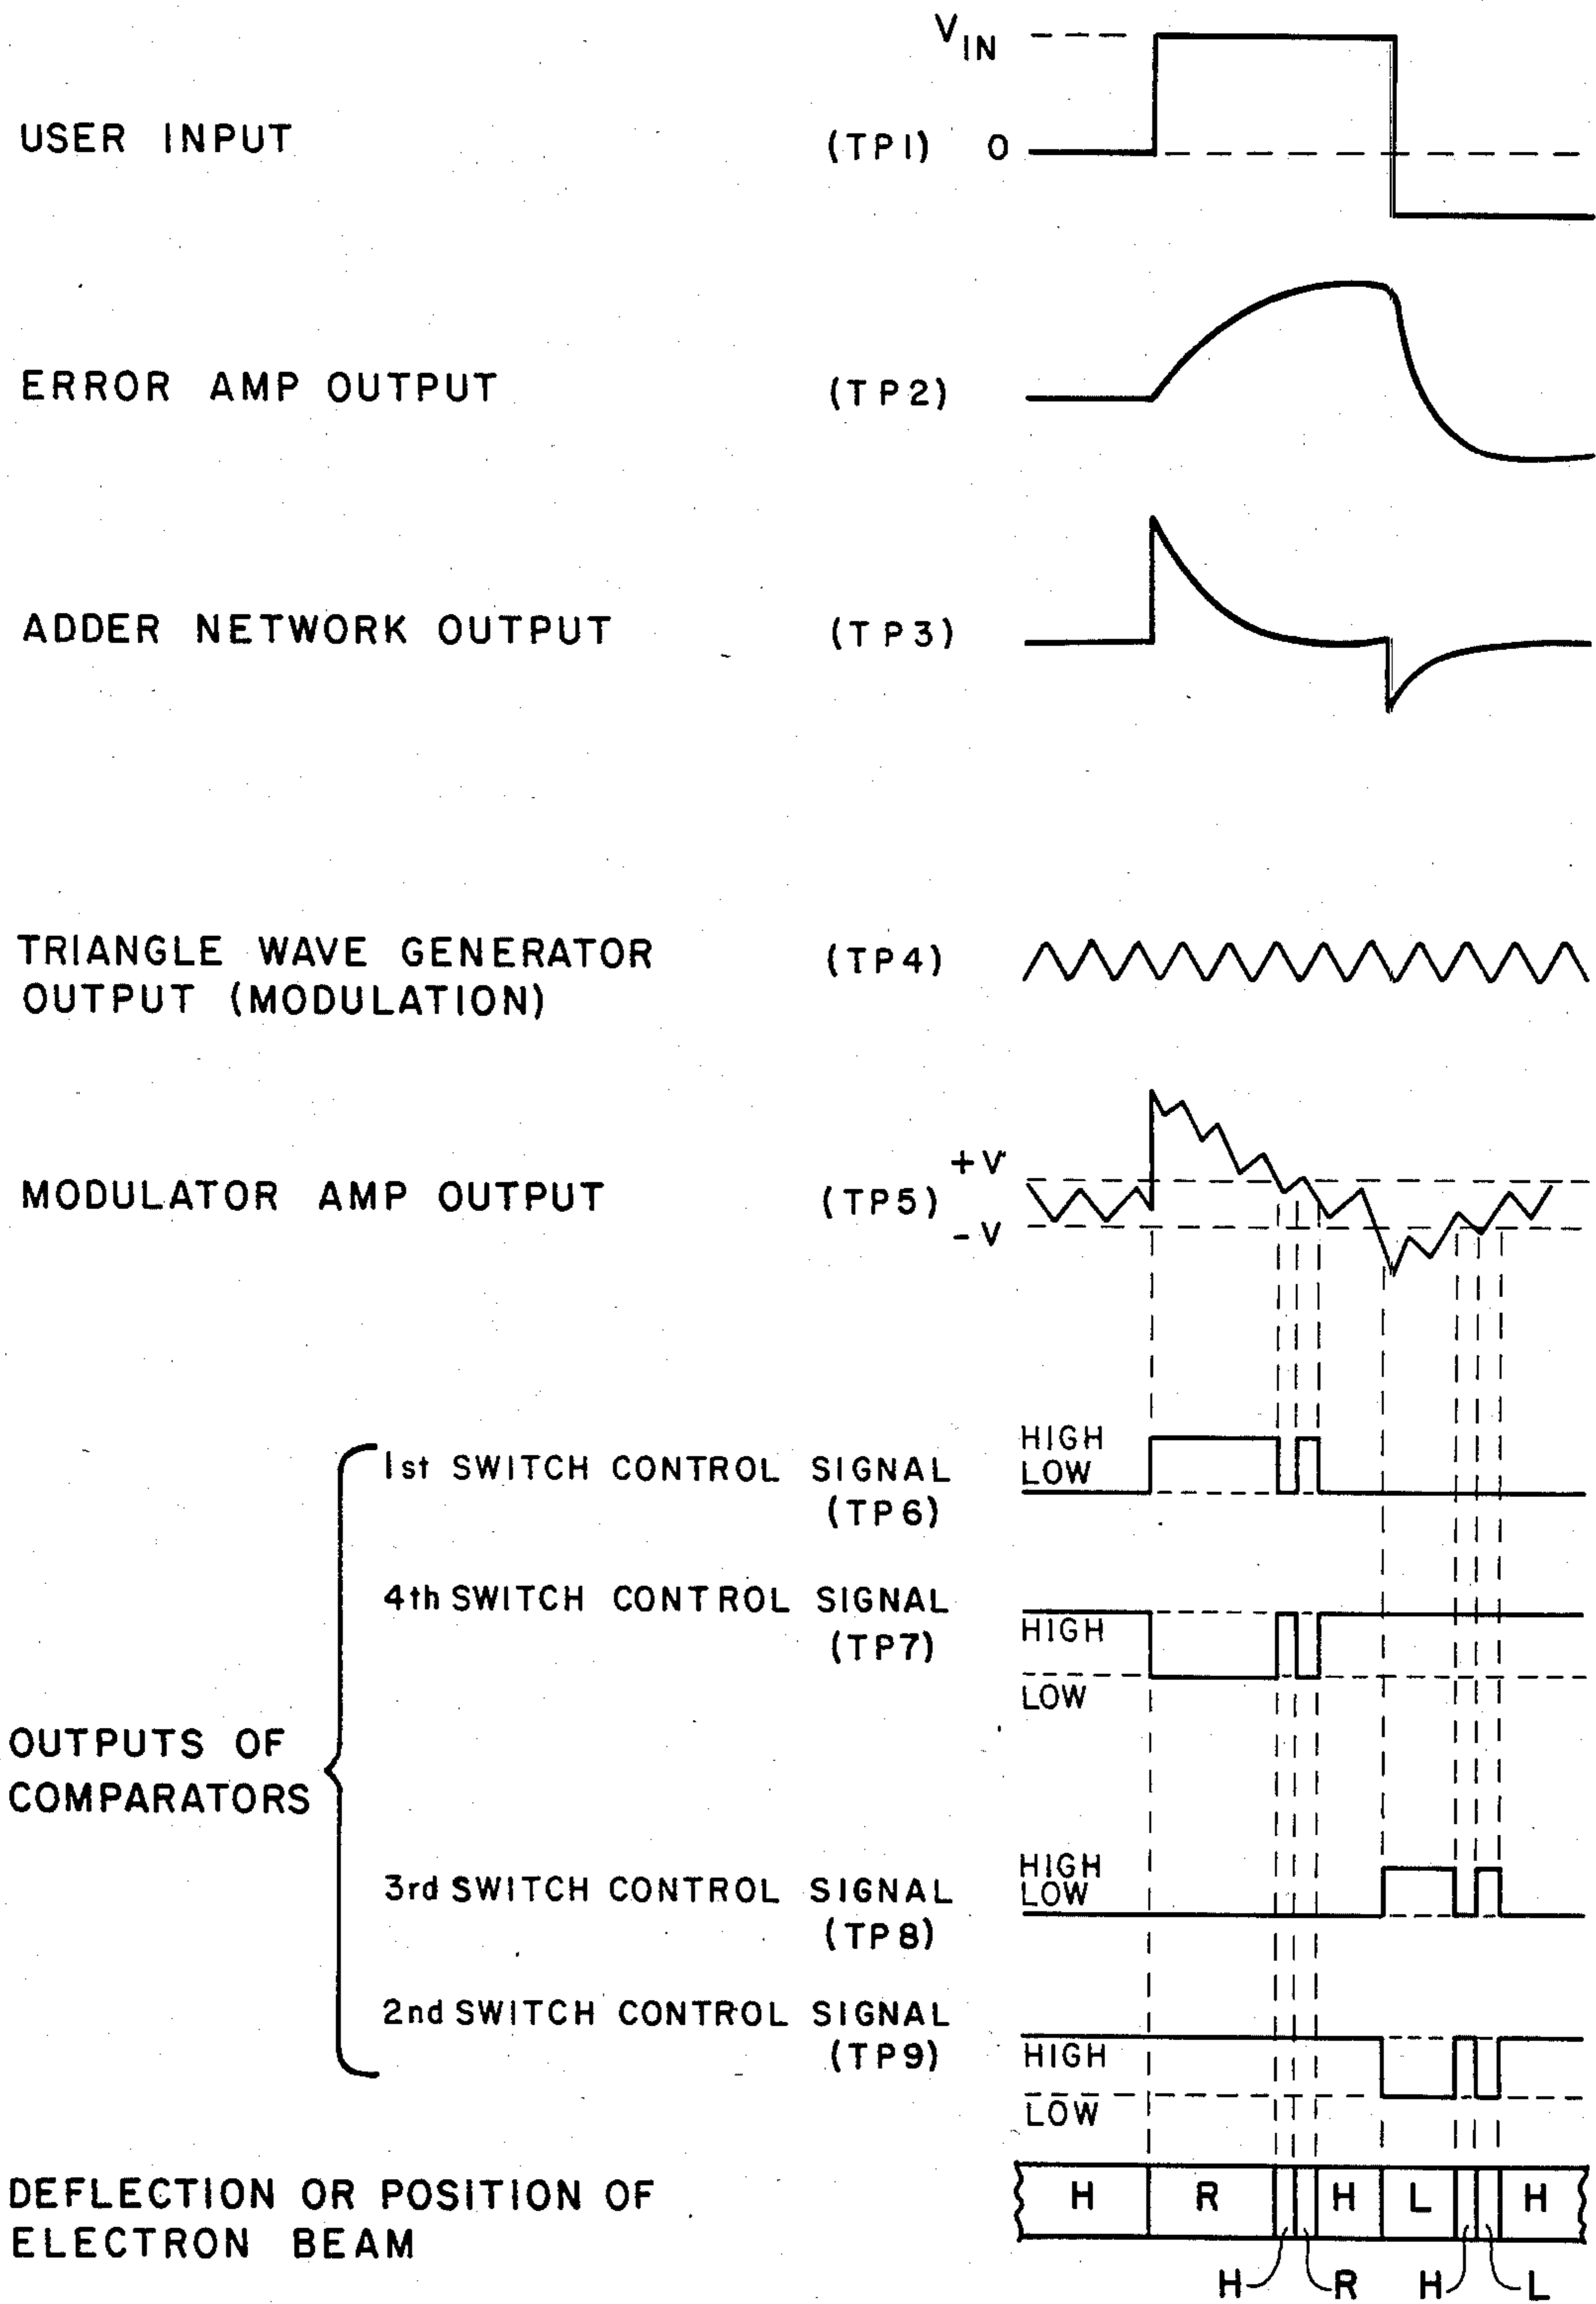 V IN
USER INPUT (TP1) 0
ERROR AMP OUTPUT (TP2)
ADDER NETWORK OUTPUT (TP3)
TRIANGLE WAVE GENERATOR (TP4)
OUTPUT (MODULATION)
+V
MODULATOR AMP OUTPUT (TP5)
-V
HIGH
1st SWITCH CONTROL SIGNAL LOW
(TP6)
4th SWITCH CONTROL SIGNAL
(TP7) HIGH
LOW
OUTPUTS OF
COMPARATORS
HIGH
3rd SWITCH CONTROL SIGNAL LOW
(TP8)
2nd SWITCH CONTROL SIGNAL
(TP9) HIGH
LOW
DEFLECTION OR POSITION OF H R H L H
ELECTRON BEAM
H R H L